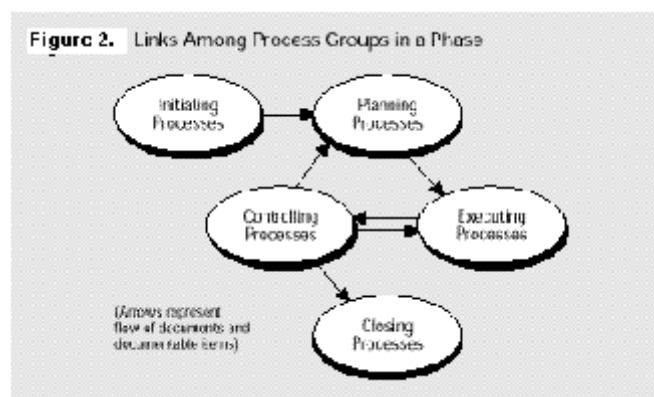 Figure 2. Links Among Process Groups in a Phase
Initiating
Processes
Planning
Processes
Controlling
Processes
Executing
Processes
(Arrows represent
flow of documents and
documentable items)
Closing
Processes